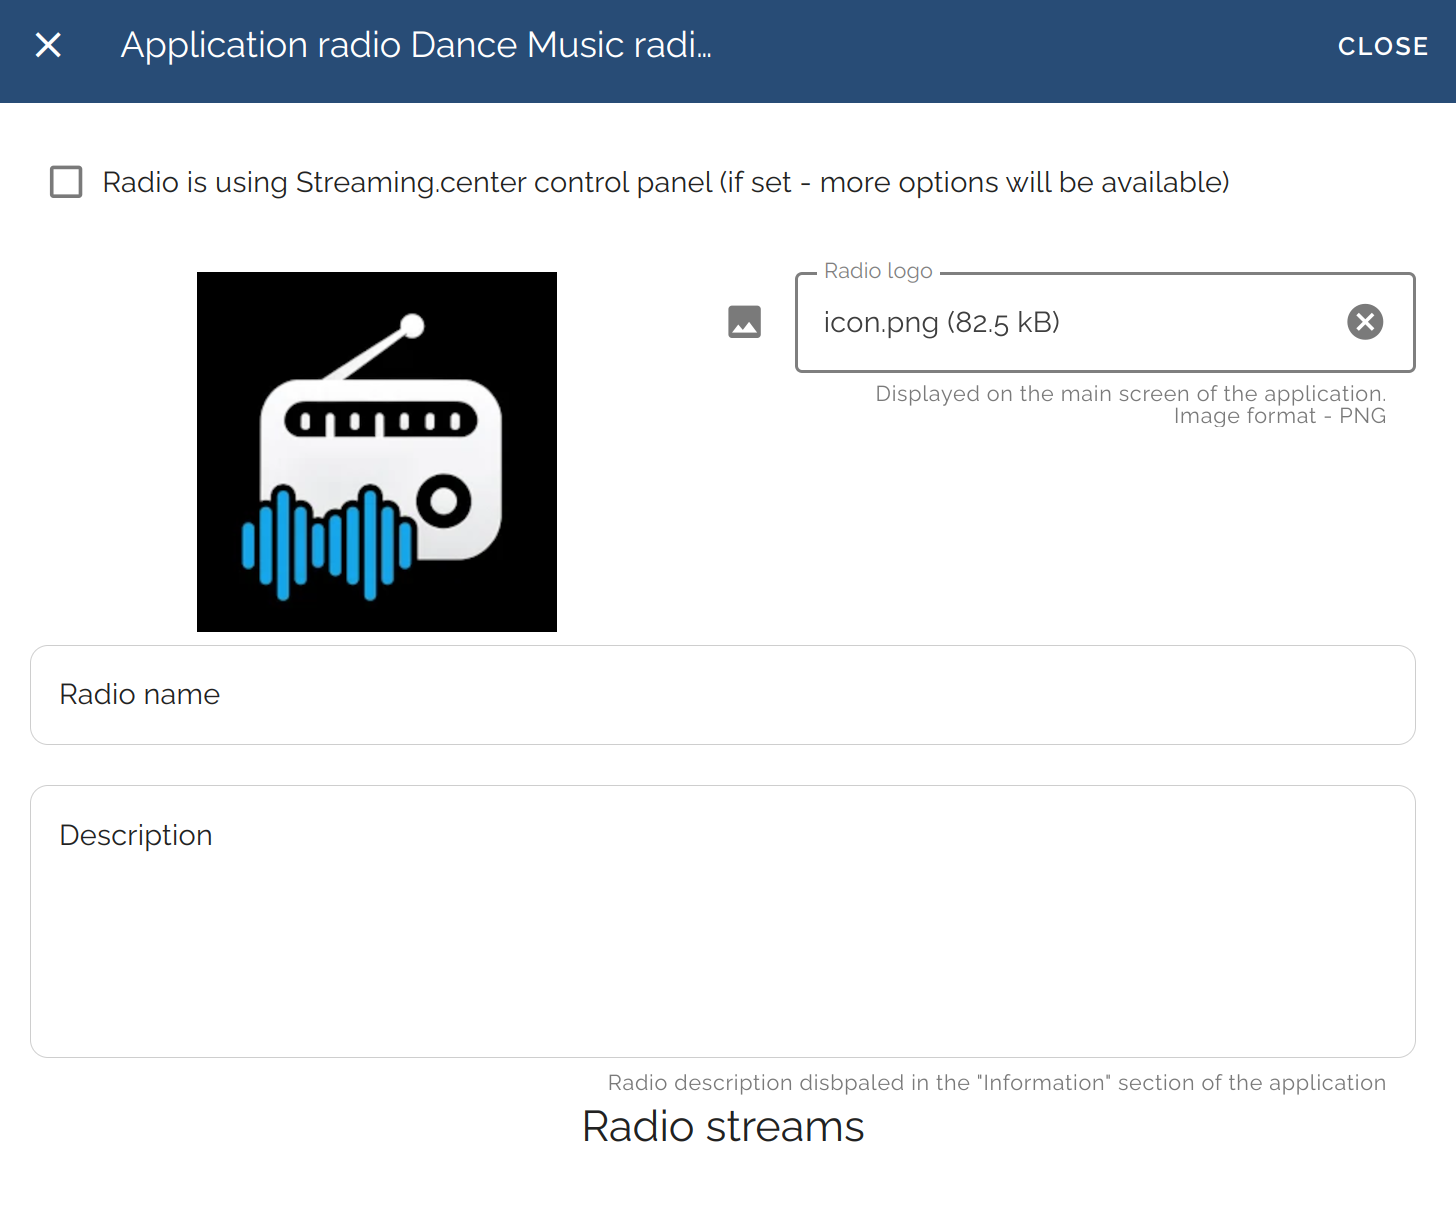 Application radio Dance Music radi...
CLOSE
Radio is using Streaming.center control panel (if set - more options will be available)
Radio logo
icon.png (82.5 kB)
Displayed on the main screen of the application.
Image format - PNG
Radio name
Description
Radio description disbpaled in the "Information" section of the application
Radio streams